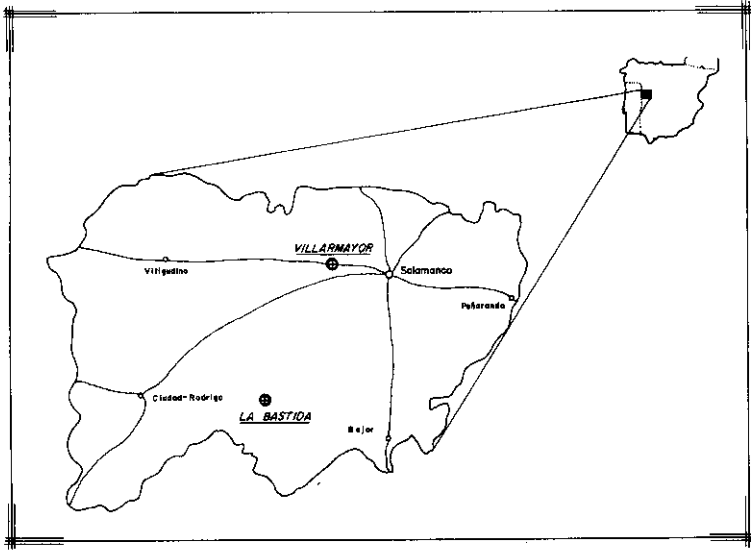 VILLARMAYOR
Vitigudino
Salamanca
Peñaranda
Ciudad-Rodrigo
LA BASTIDA
Bejar